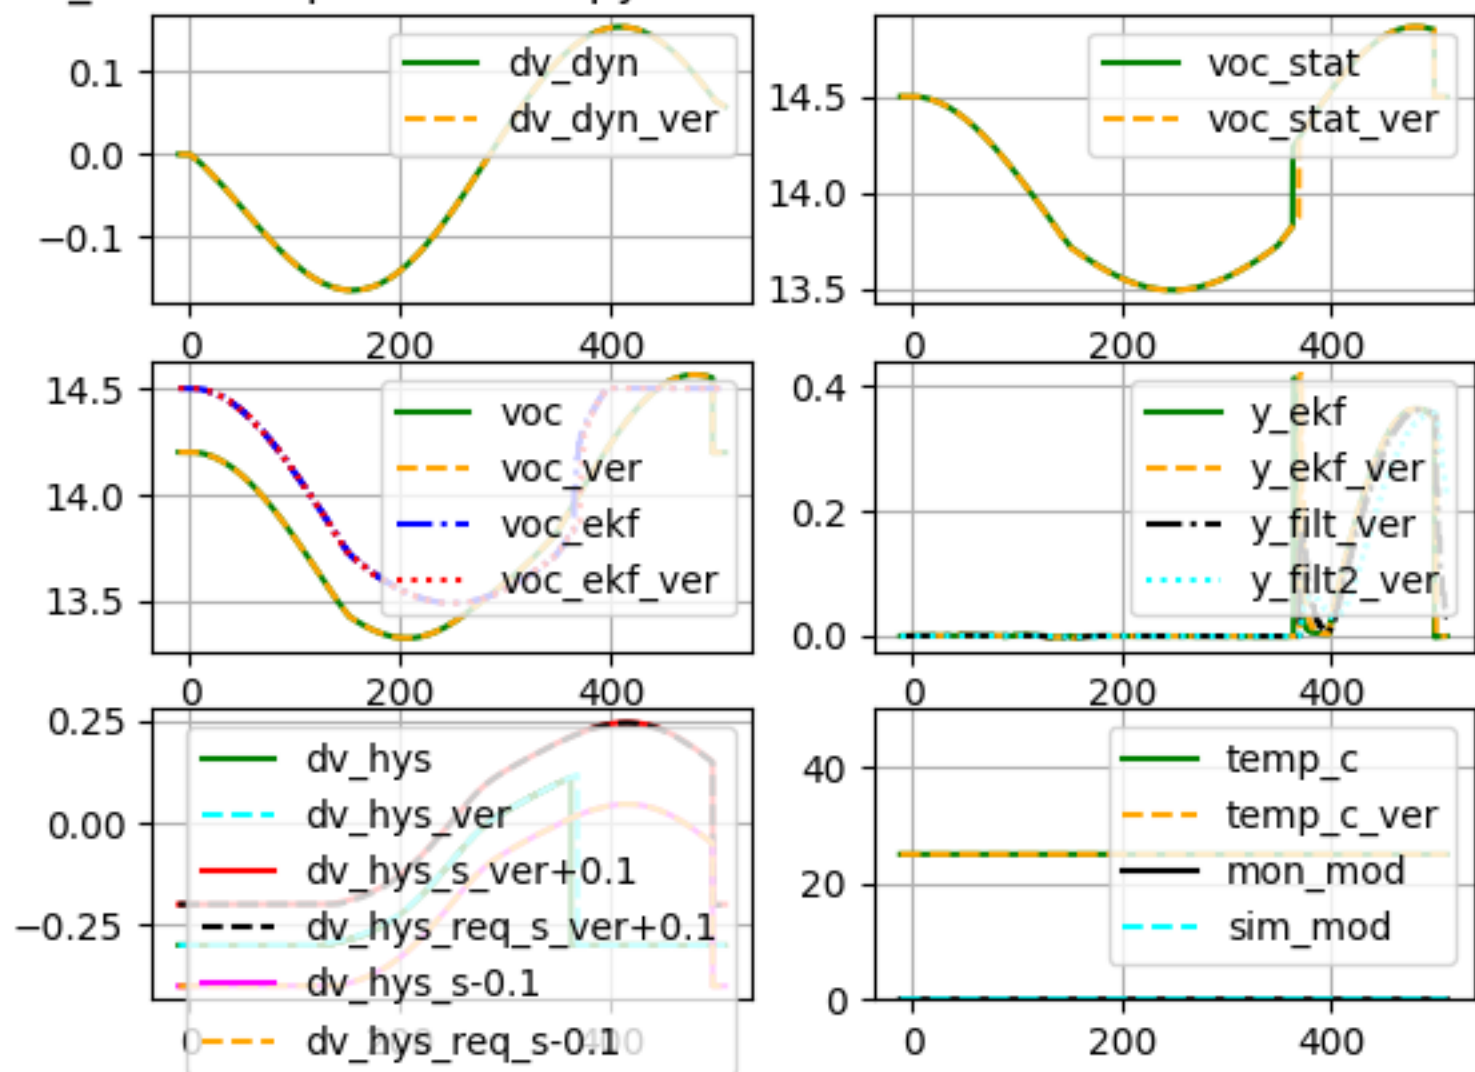 0.1
0.0
−0.1
dv_dyn
dv_dyn_ver
0 200 400
14.5
14.0
13.5
voc_stat
voc_stat_ver
0 200 400
14.5
14.0
13.5
voc
voc_ver
voc_ekf
voc_ekf_ver
0 200 400
0.4
0.2
0.0
y_ekf
y_ekf_ver
y_filt_ver
y_filt2_ver
0 200 400
0.25
0.00
−0.25
dv_hys
dv_hys_ver
dv_hys_s_ver+0.1
dv_hys_req_s_ver+0.1
dv_hys_s-0.1
dv_hys_req_s-0.1
0 200 400
40
20
0
temp_c
temp_c_ver
mon_mod
sim_mod
0 200 400